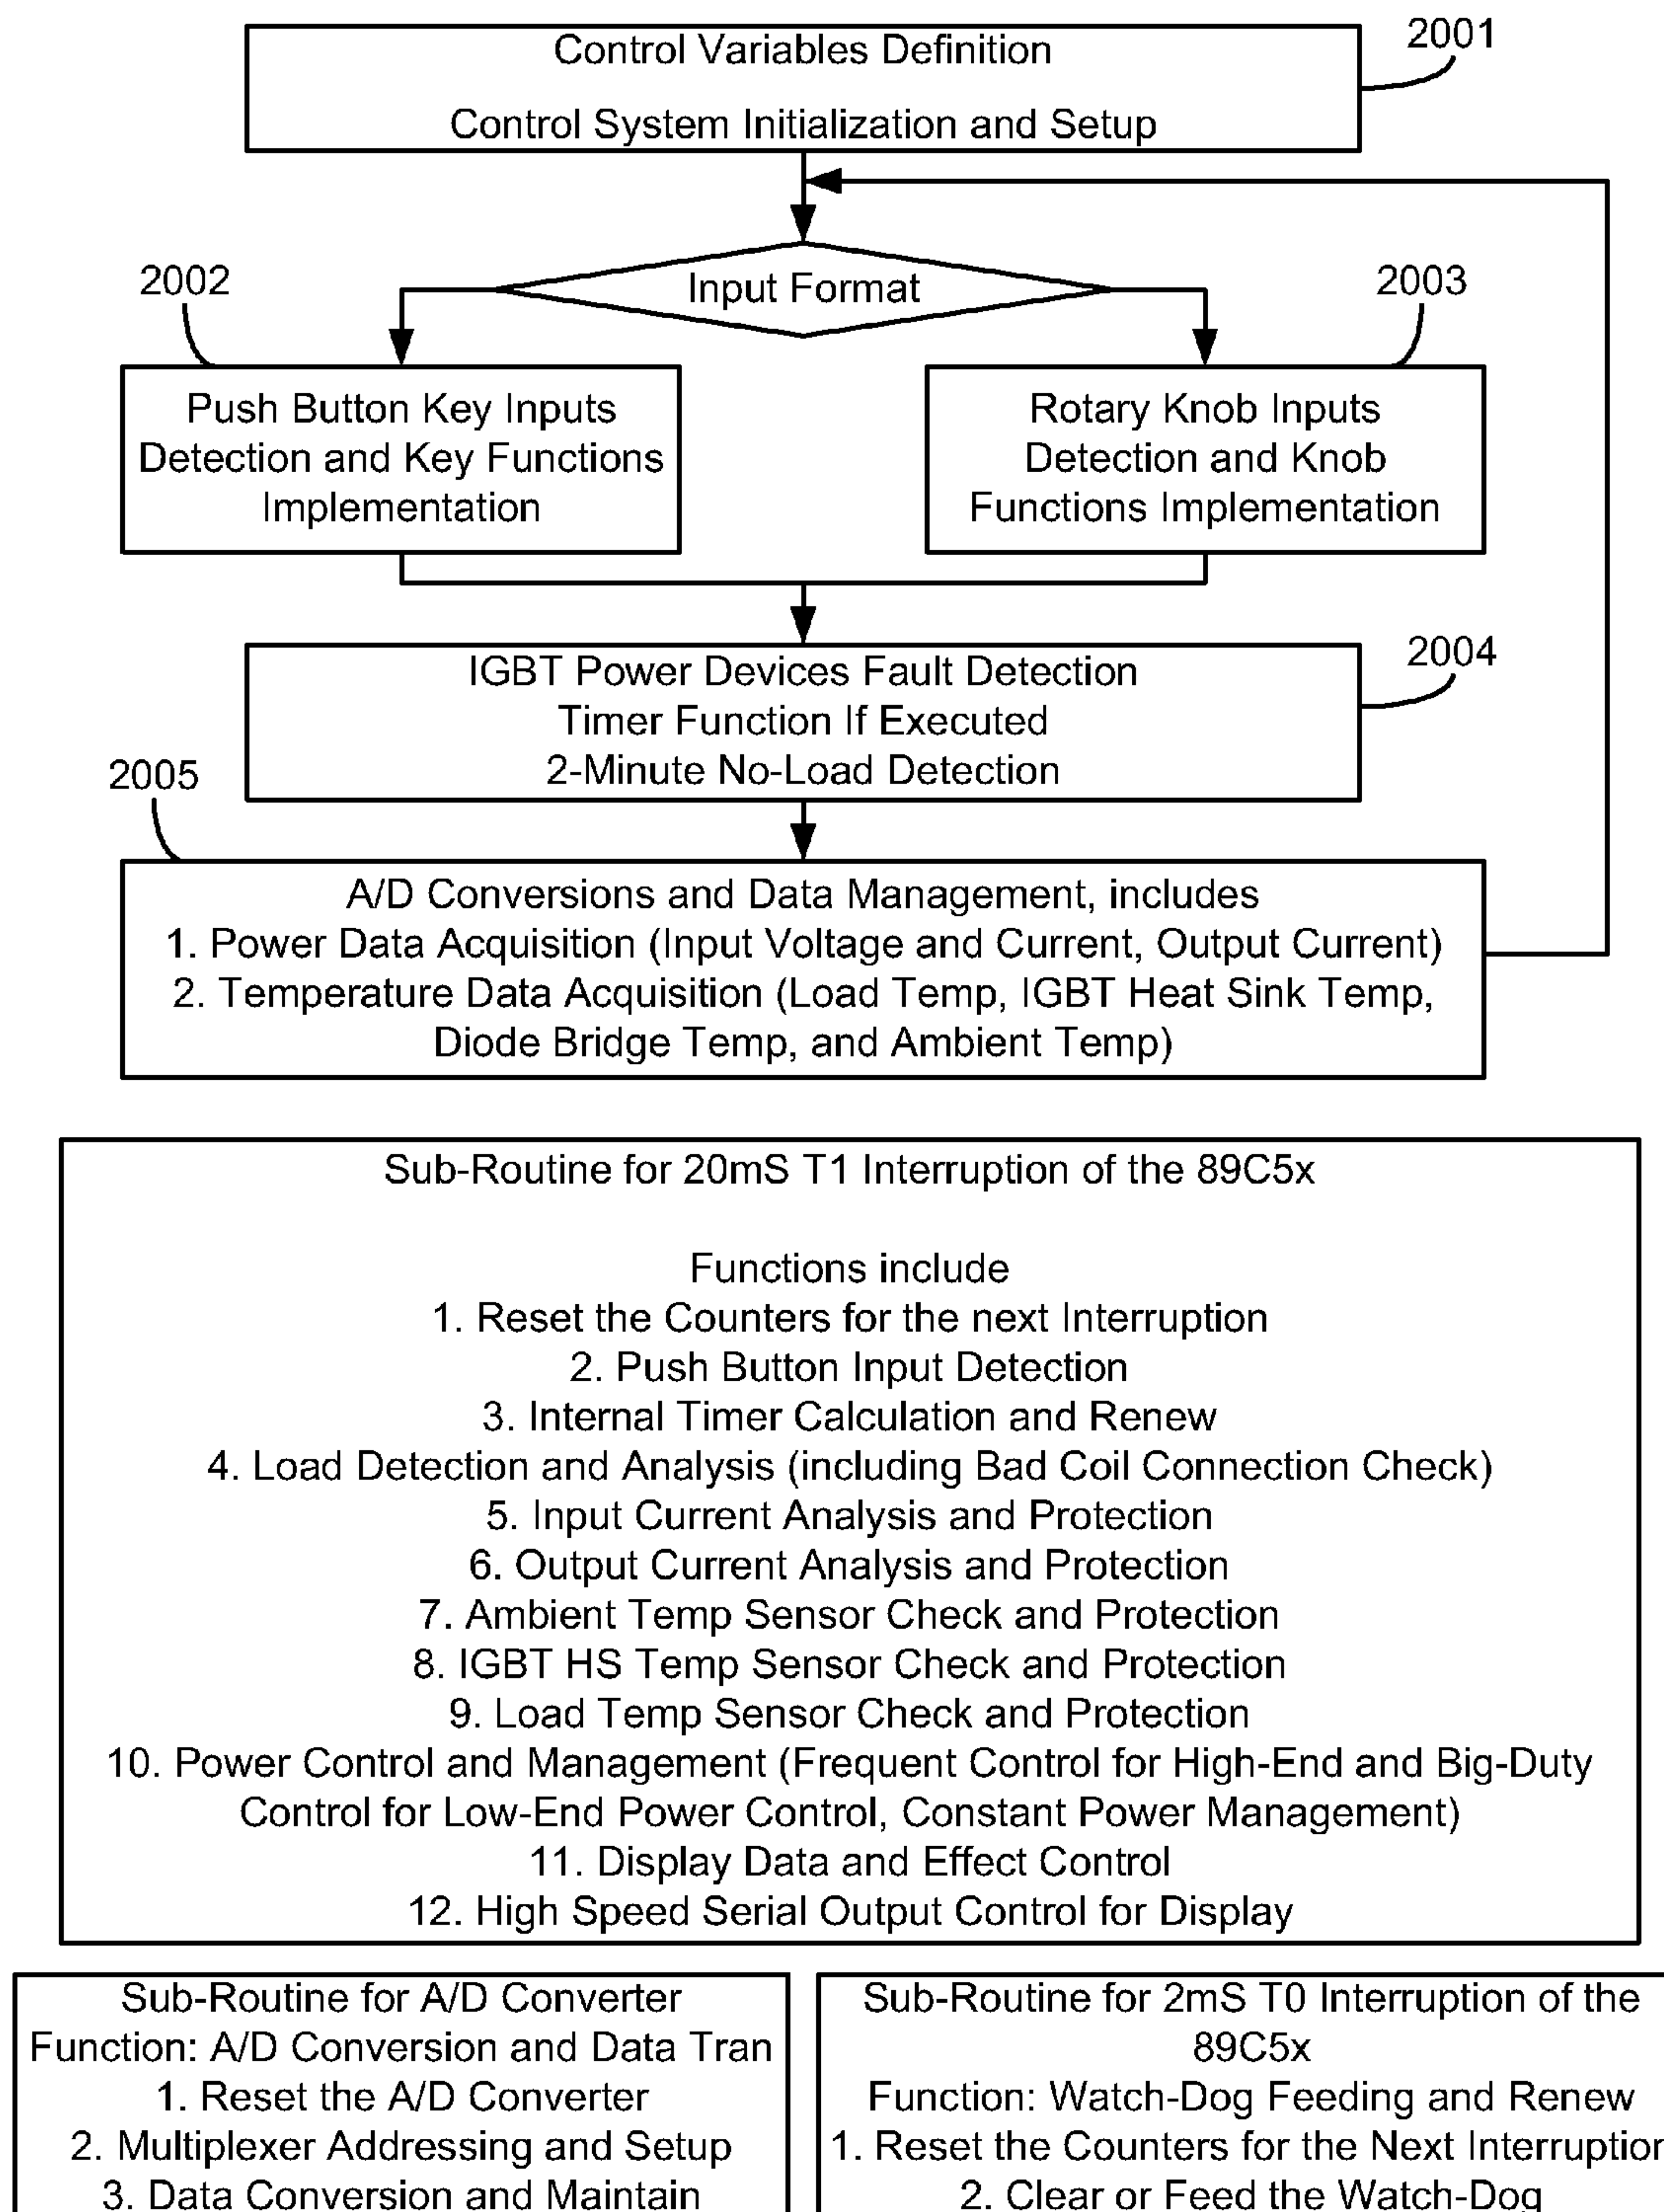 2001
Control Variables Definition
Control System Initialization and Setup
Input Format
2002
2003
Push Button Key Inputs
Detection and Key Functions
Implementation
Rotary Knob Inputs
Detection and Knob
Functions Implementation
2004
IGBT Power Devices Fault Detection
Timer Function If Executed
2-Minute No-Load Detection
2005
A/D Conversions and Data Management, includes
1. Power Data Acquisition (Input Voltage and Current, Output Current)
2. Temperature Data Acquisition (Load Temp, IGBT Heat Sink Temp,
Diode Bridge Temp, and Ambient Temp)
Sub-Routine for 20mS T1 Interruption of the 89C5x
Functions include
1. Reset the Counters for the next Interruption
2. Push Button Input Detection
3. Internal Timer Calculation and Renew
4. Load Detection and Analysis (including Bad Coil Connection Check)
5. Input Current Analysis and Protection
6. Output Current Analysis and Protection
7. Ambient Temp Sensor Check and Protection
8. IGBT HS Temp Sensor Check and Protection
9. Load Temp Sensor Check and Protection
10. Power Control and Management (Frequent Control for High-End and Big-Duty
Control for Low-End Power Control, Constant Power Management)
11. Display Data and Effect Control
12. High Speed Serial Output Control for Display
Sub-Routine for A/D Converter
Function: A/D Conversion and Data Tran
1. Reset the A/D Converter
2. Multiplexer Addressing and Setup
3. Data Conversion and Maintain
Sub-Routine for 2mS T0 Interruption of the
89C5x
Function: Watch-Dog Feeding and Renew
1. Reset the Counters for the Next Interruption
2. Clear or Feed the Watch-Dog